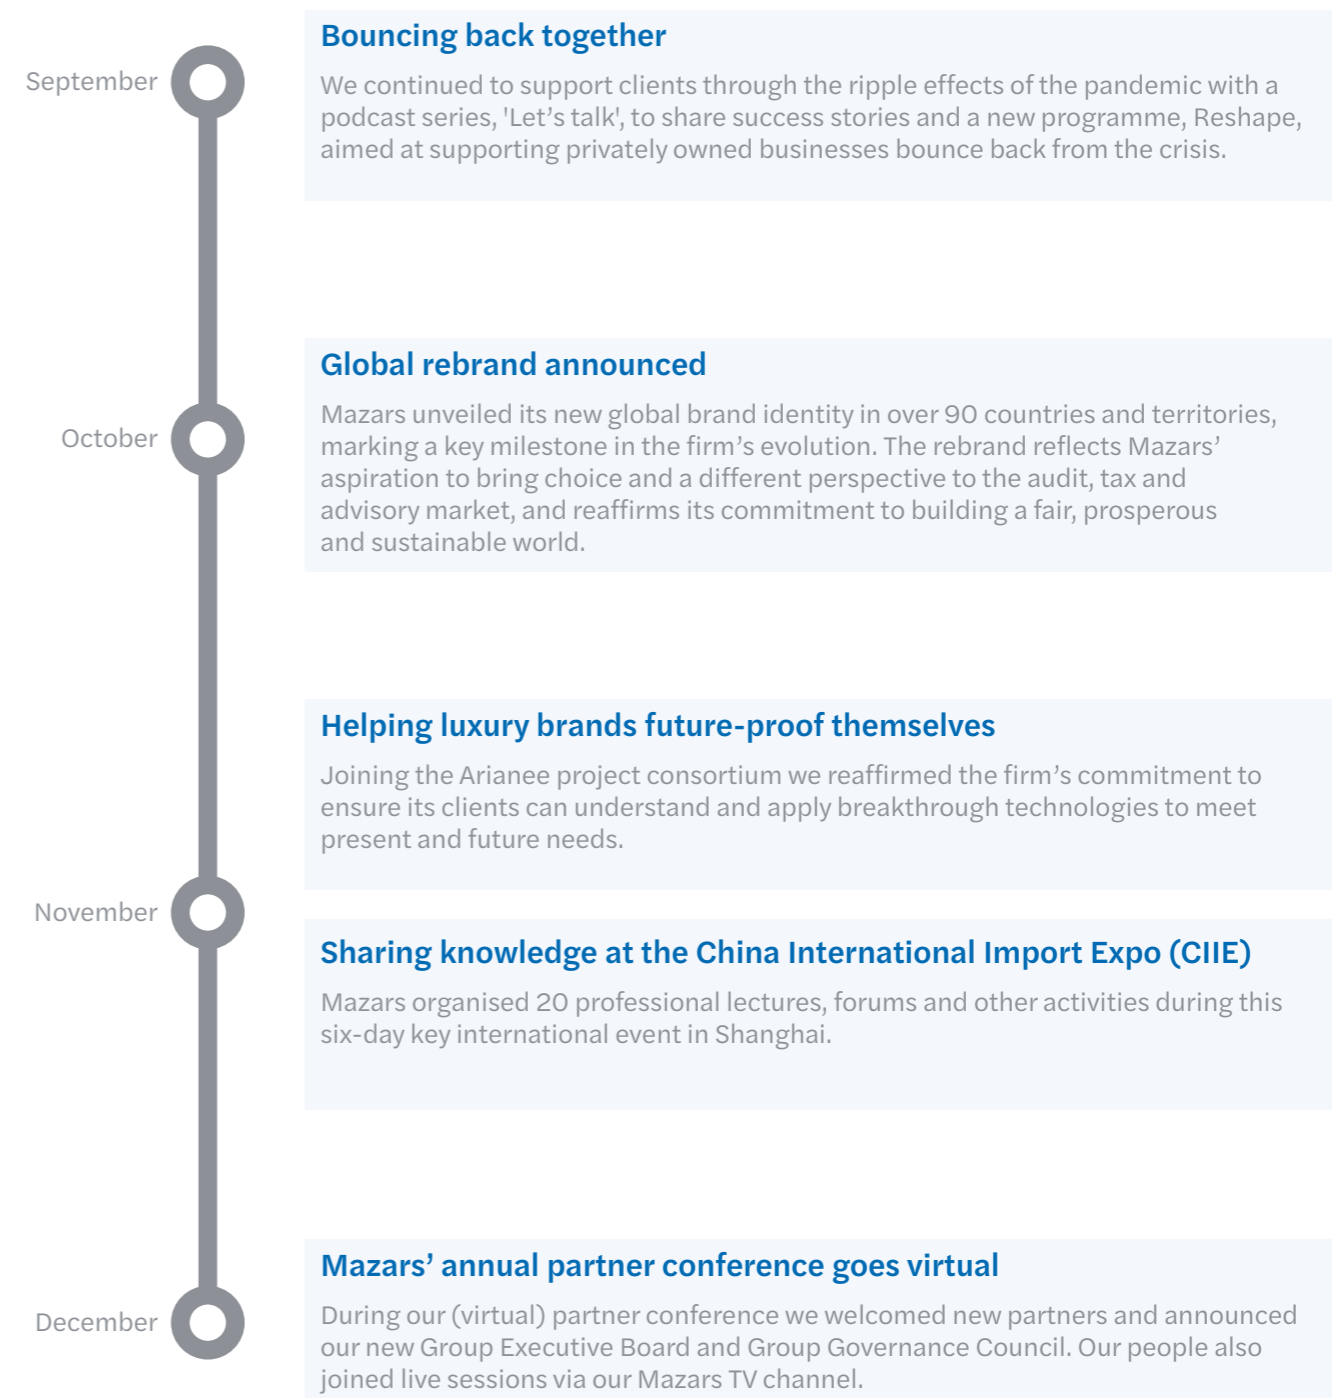 September
Bouncing back together
We continued to support clients through the ripple effects of the pandemic with a
podcast series, 'Let’s talk', to share success stories and a new programme, Reshape,
aimed at supporting privately owned businesses bounce back from the crisis.
October
Global rebrand announced
Mazars unveiled its new global brand identity in over 90 countries and territories,
marking a key milestone in the firm’s evolution. The rebrand reflects Mazars’
aspiration to bring choice and a different perspective to the audit, tax and
advisory market, and reaffirms its commitment to building a fair, prosperous
and sustainable world.
November
Helping luxury brands future-proof themselves
Joining the Arianee project consortium we reaffirmed the firm’s commitment to
ensure its clients can understand and apply breakthrough technologies to meet
present and future needs.
Sharing knowledge at the China International Import Expo (CIIE)
Mazars organised 20 professional lectures, forums and other activities during this
six-day key international event in Shanghai.
December
Mazars’ annual partner conference goes virtual
During our (virtual) partner conference we welcomed new partners and announced
our new Group Executive Board and Group Governance Council. Our people also
joined live sessions via our Mazars TV channel.